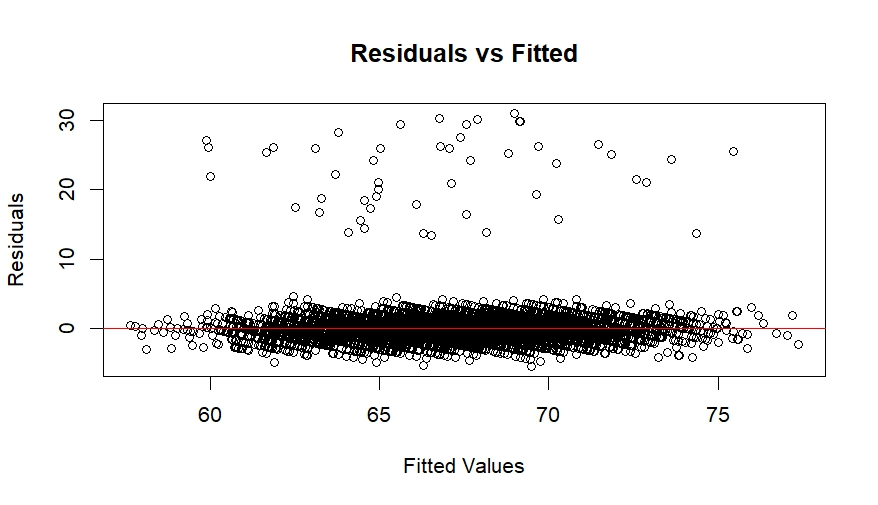 Residuals vs Fitted
Residuals
30
20
10
0
60 65 70 75
Fitted Values